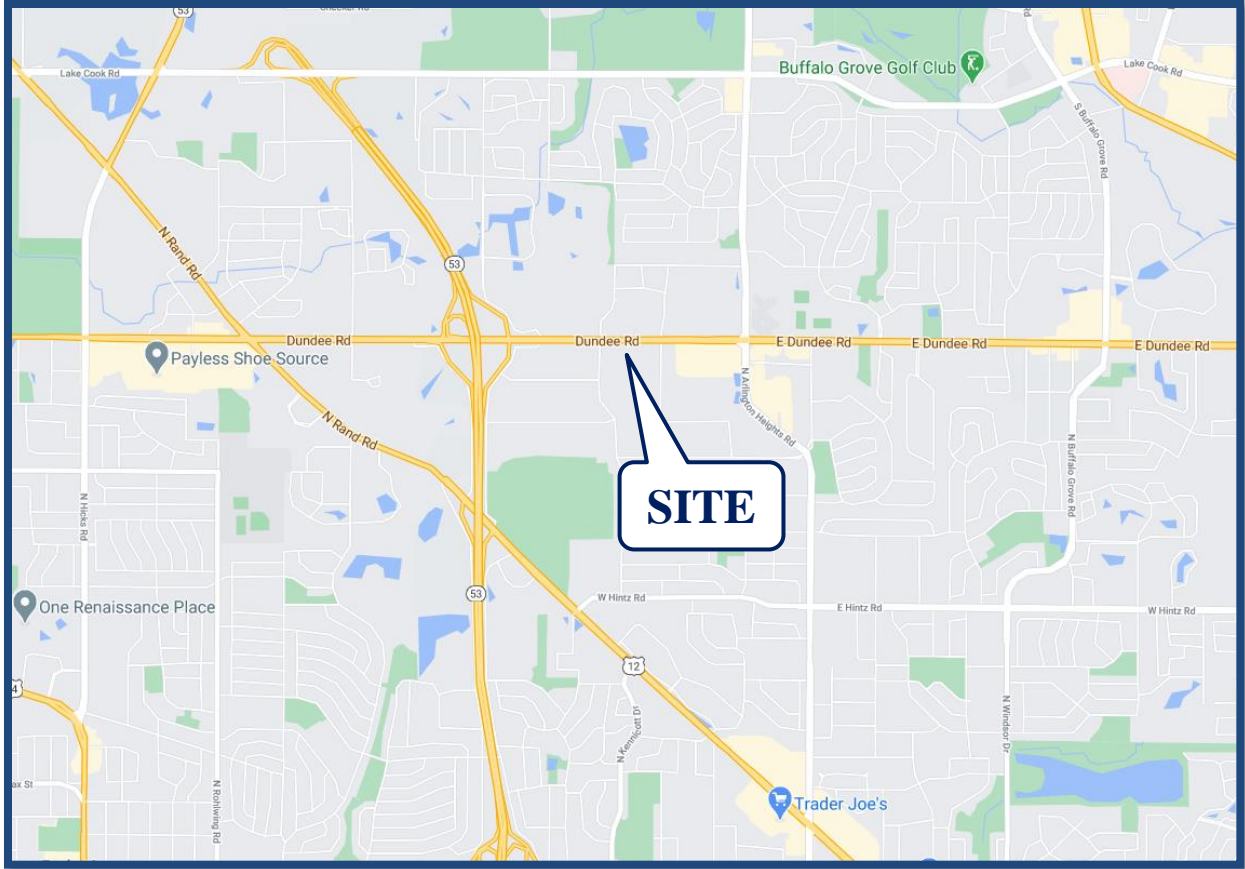 53
Lake Cook Rd
Buffalo Grove Golf Club
Lake Cook Rd
S Buffalo Grove Rd
N Rand Rd
53
Dundee Rd
Dundee Rd
E Dundee Rd
E Dundee Rd
E Dundee Rd
Payless Shoe Source
N Arlington Heights Rd
N Rand Rd
N Buffalo Grove Rd
SITE
N Hicks Rd
53
One Renaissance Place
W Hintz Rd
E Hintz Rd
W Hintz Rd
12
N Kennicott Dr
N Windsor Dr
N Rohlwing Rd
Trader Joe's